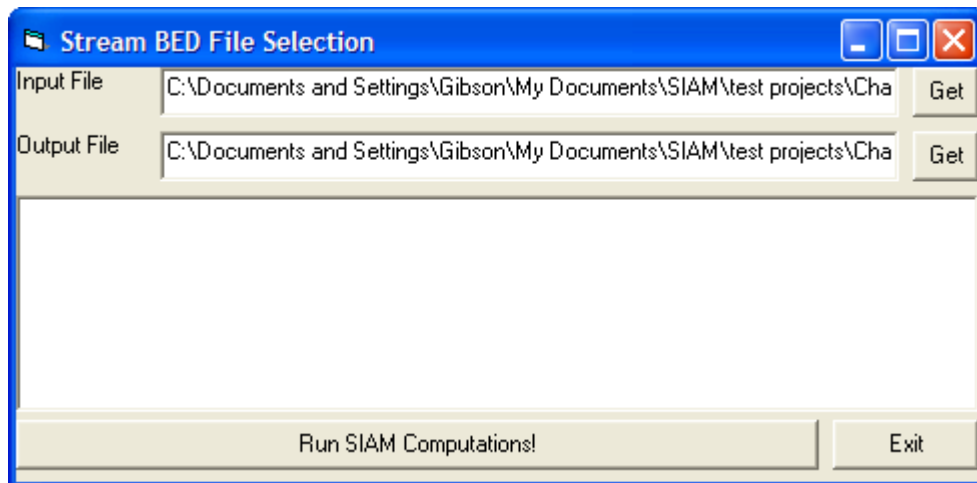 Stream BED File Selection
Input File C:\Documents and Settings\Gibson\My Documents\SIAM\test projects\Cha Get
Output File C:\Documents and Settings\Gibson\My Documents\SIAM\test projects\Cha Get
Run SIAM Computations! Exit